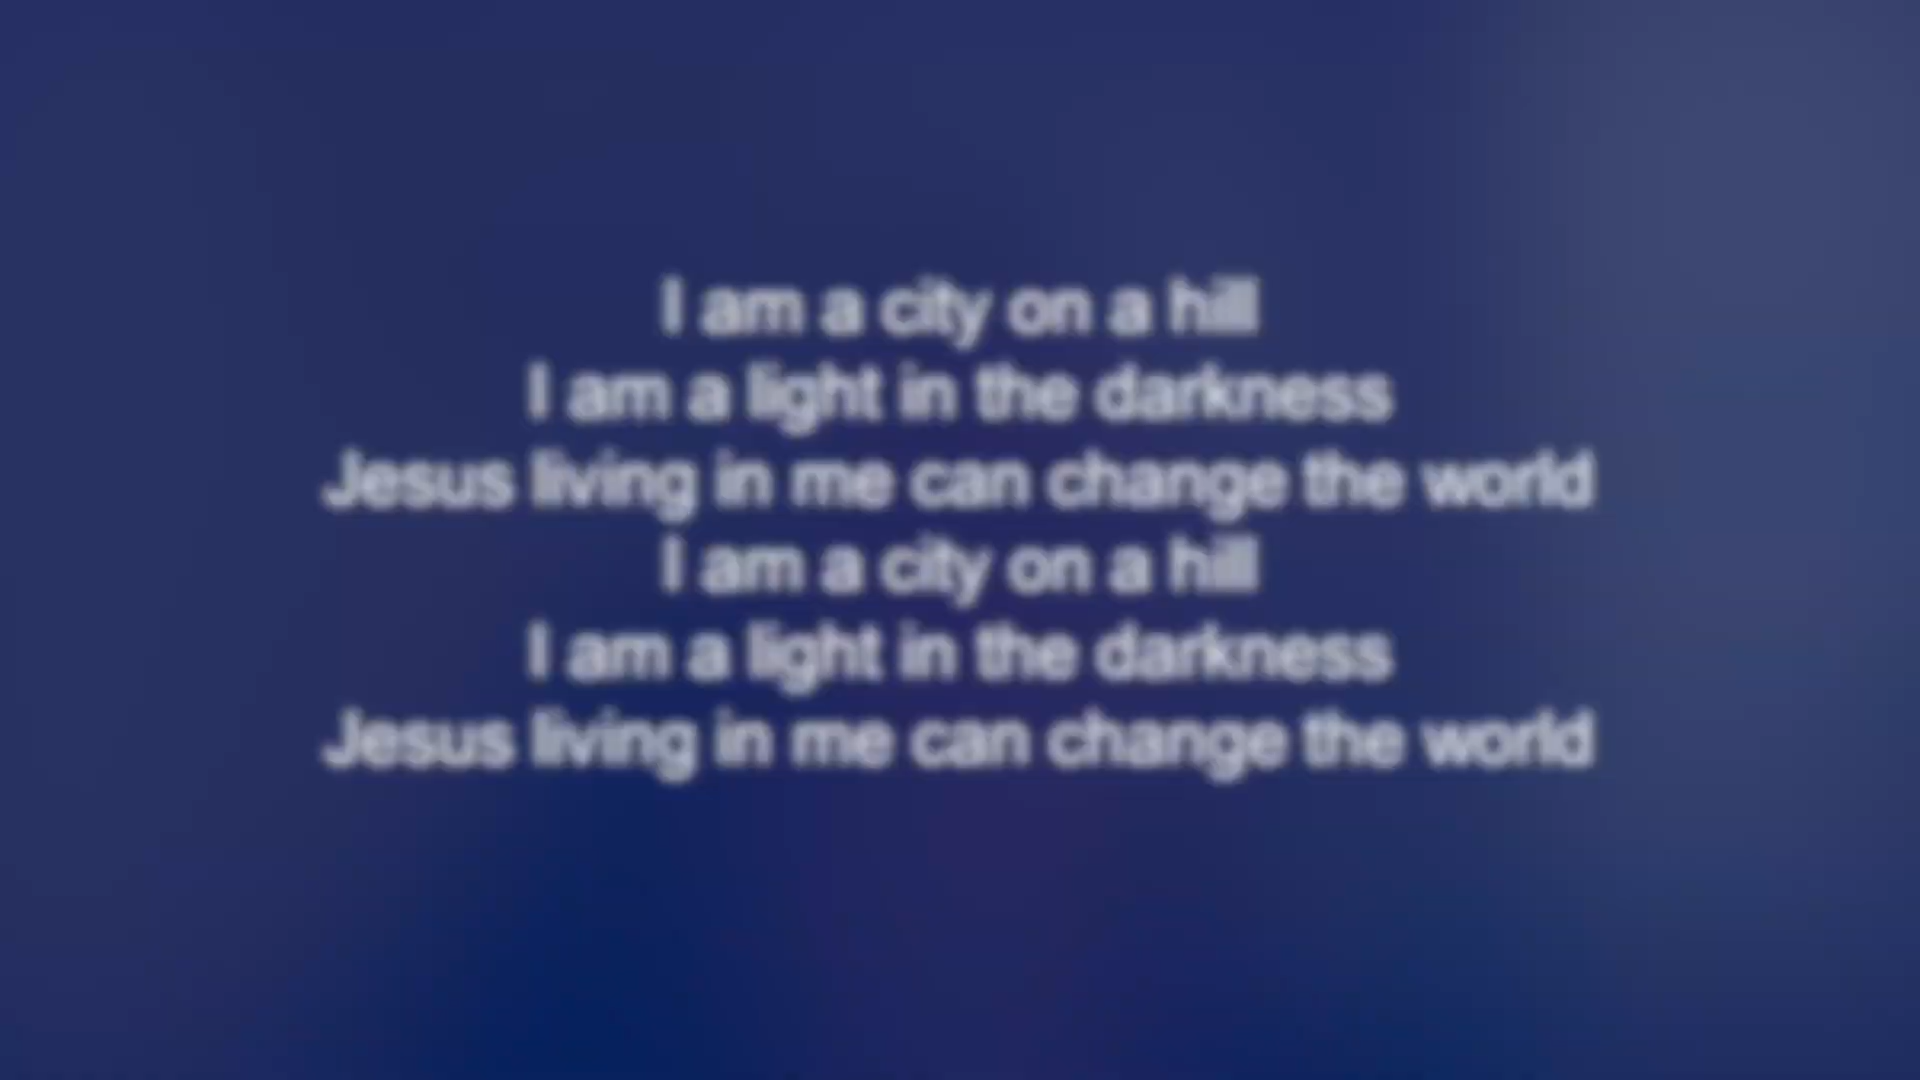 I am a city on a hill
I am a light in the darkness
Jesus living in me can change the world
I am a city on a hill
I am a light in the darkness
Jesus living in me can change the world